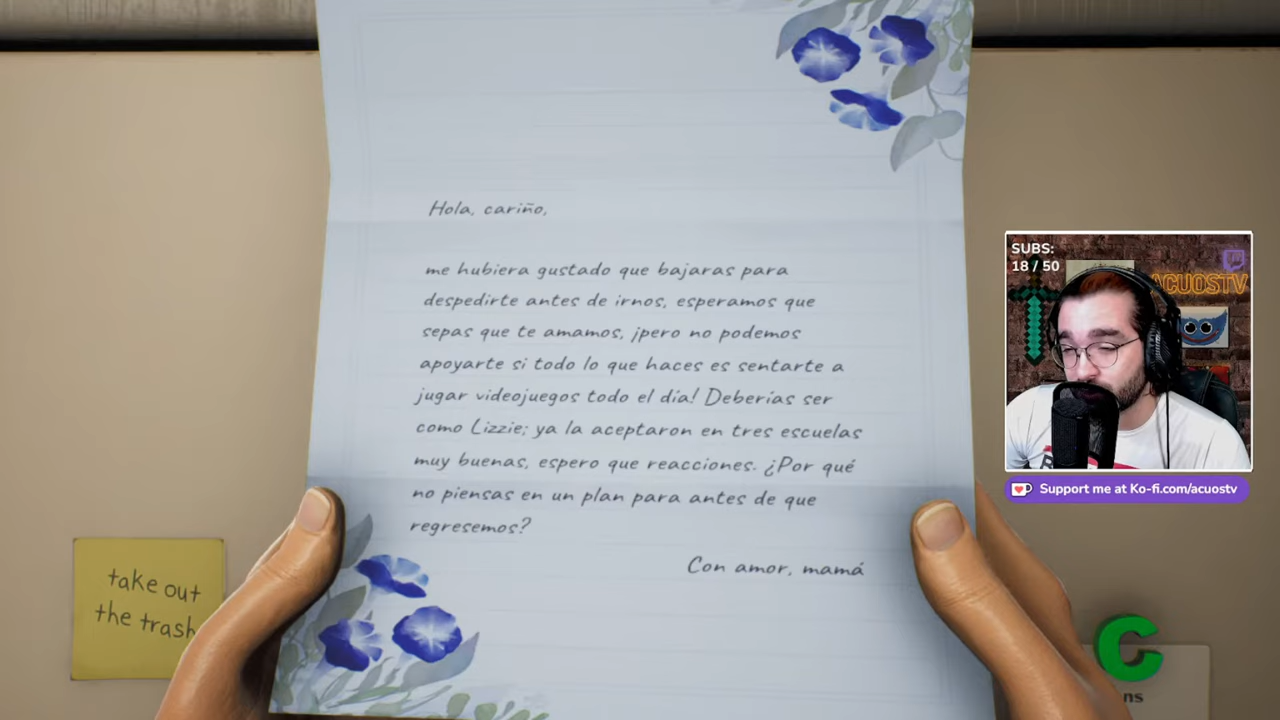 Hola, cariño,
me hubiera gustado que bajaras para
despedirte antes de irnos, esperamos que
sepas que te amamos, ¡pero no podemos
apoyarte si todo lo que haces es sentarte a
jugar videojuegos todo el día! Deberías ser
como Lizzie; ya la aceptaron en tres escuelas
muy buenas, espero que reacciones. ¿Por qué
no piensas en un plan para antes de que
regresemos?
Con amor, mamá
take out
the trash
SUBS:
18 / 50
ACUOSTV
Support me at Ko-fi.com/acuostv
C
ns